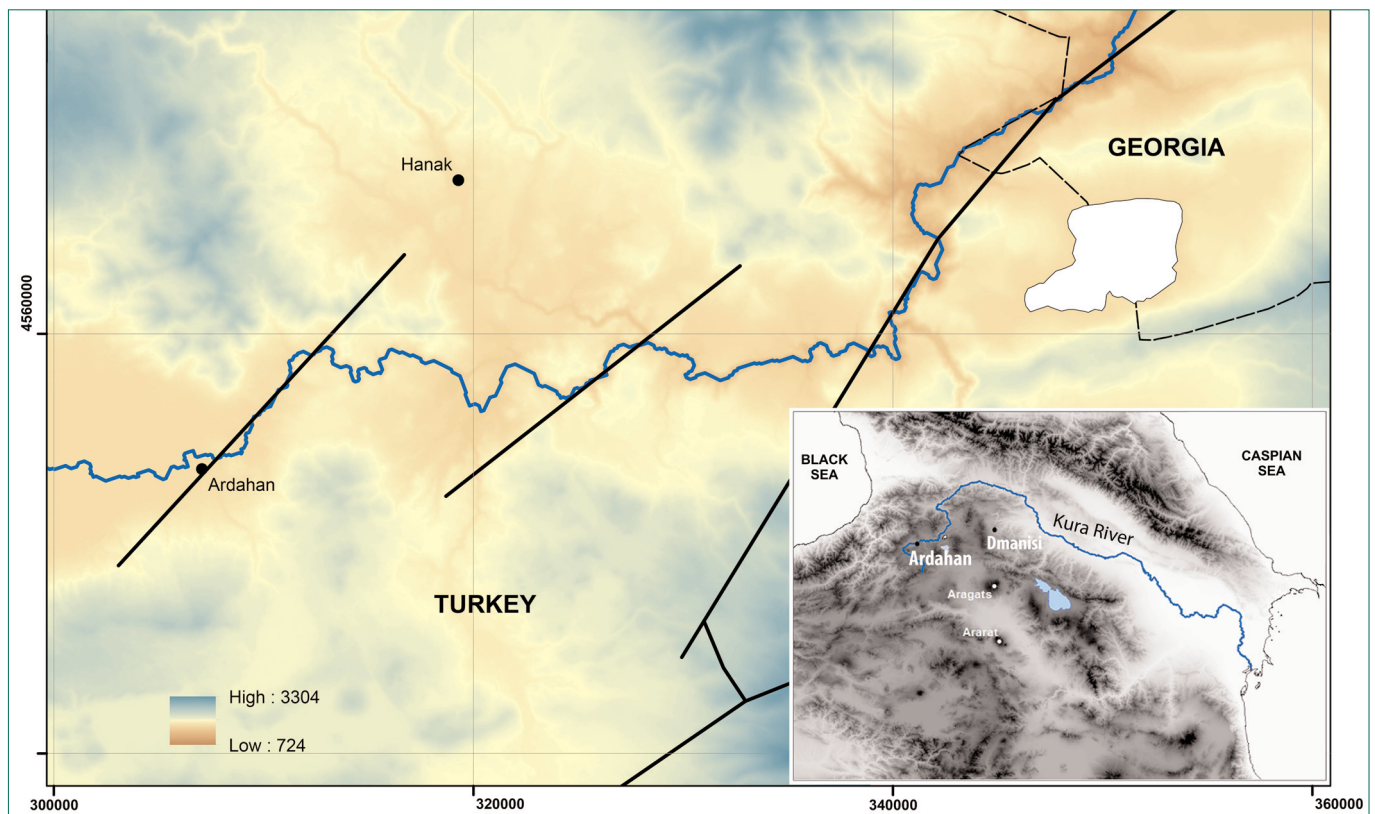 Hanak
GEORGIA
4560000
Ardahan
TURKEY
High : 3304
Low : 724
BLACK
SEA
CASPIAN
SEA
Kura River
Dmanisi
Ardahan
Aragats
Ararat
300000
320000
340000
360000